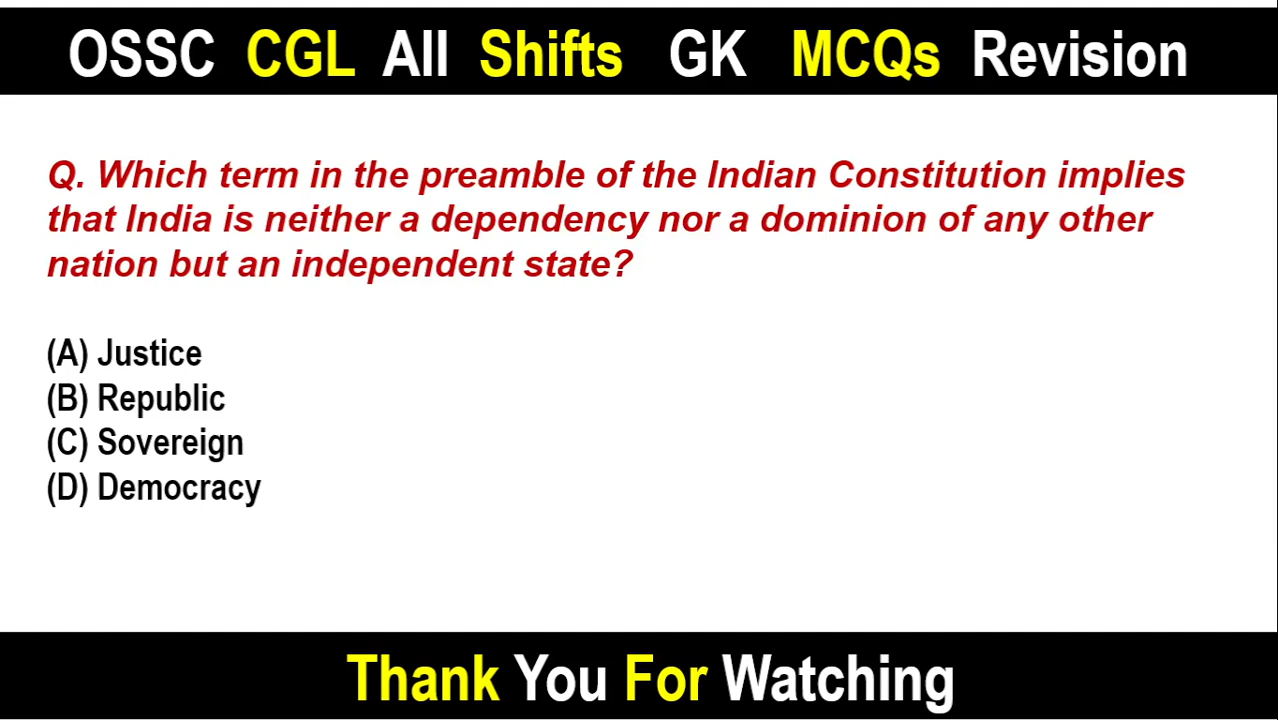 OSSC CGL All Shifts GK MCQs Revision
Q. Which term in the preamble of the Indian Constitution implies
that India is neither a dependency nor a dominion of any other
nation but an independent state?
(A) Justice
(B) Republic
(C) Sovereign
(D) Democracy
Thank You For Watching